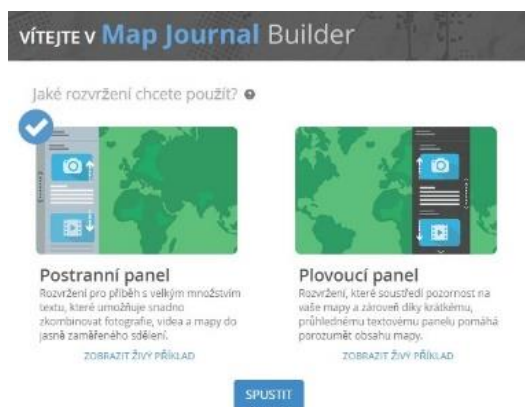 VÍTEJTE V Map Journal Builder
Jaké rozvržení chcete použít?
Postranní panel
Rozvržení pro příběh s velkým množstvím
textu, které umožňuje snadno
zkombinovat fotografie, videa a mapy do
jasně zaměřeného sdělení.
ZOBRAZIT ŽIVÝ PŘÍKLAD
Plovoucí panel
Rozvržení, které soustředí pozornost na
vaše mapy a zároveň díky krátkému,
průhlednému textovému panelu pomáhá
porozumět obsahu mapy.
ZOBRAZIT ŽIVÝ PŘÍKLAD
SPUSTIT